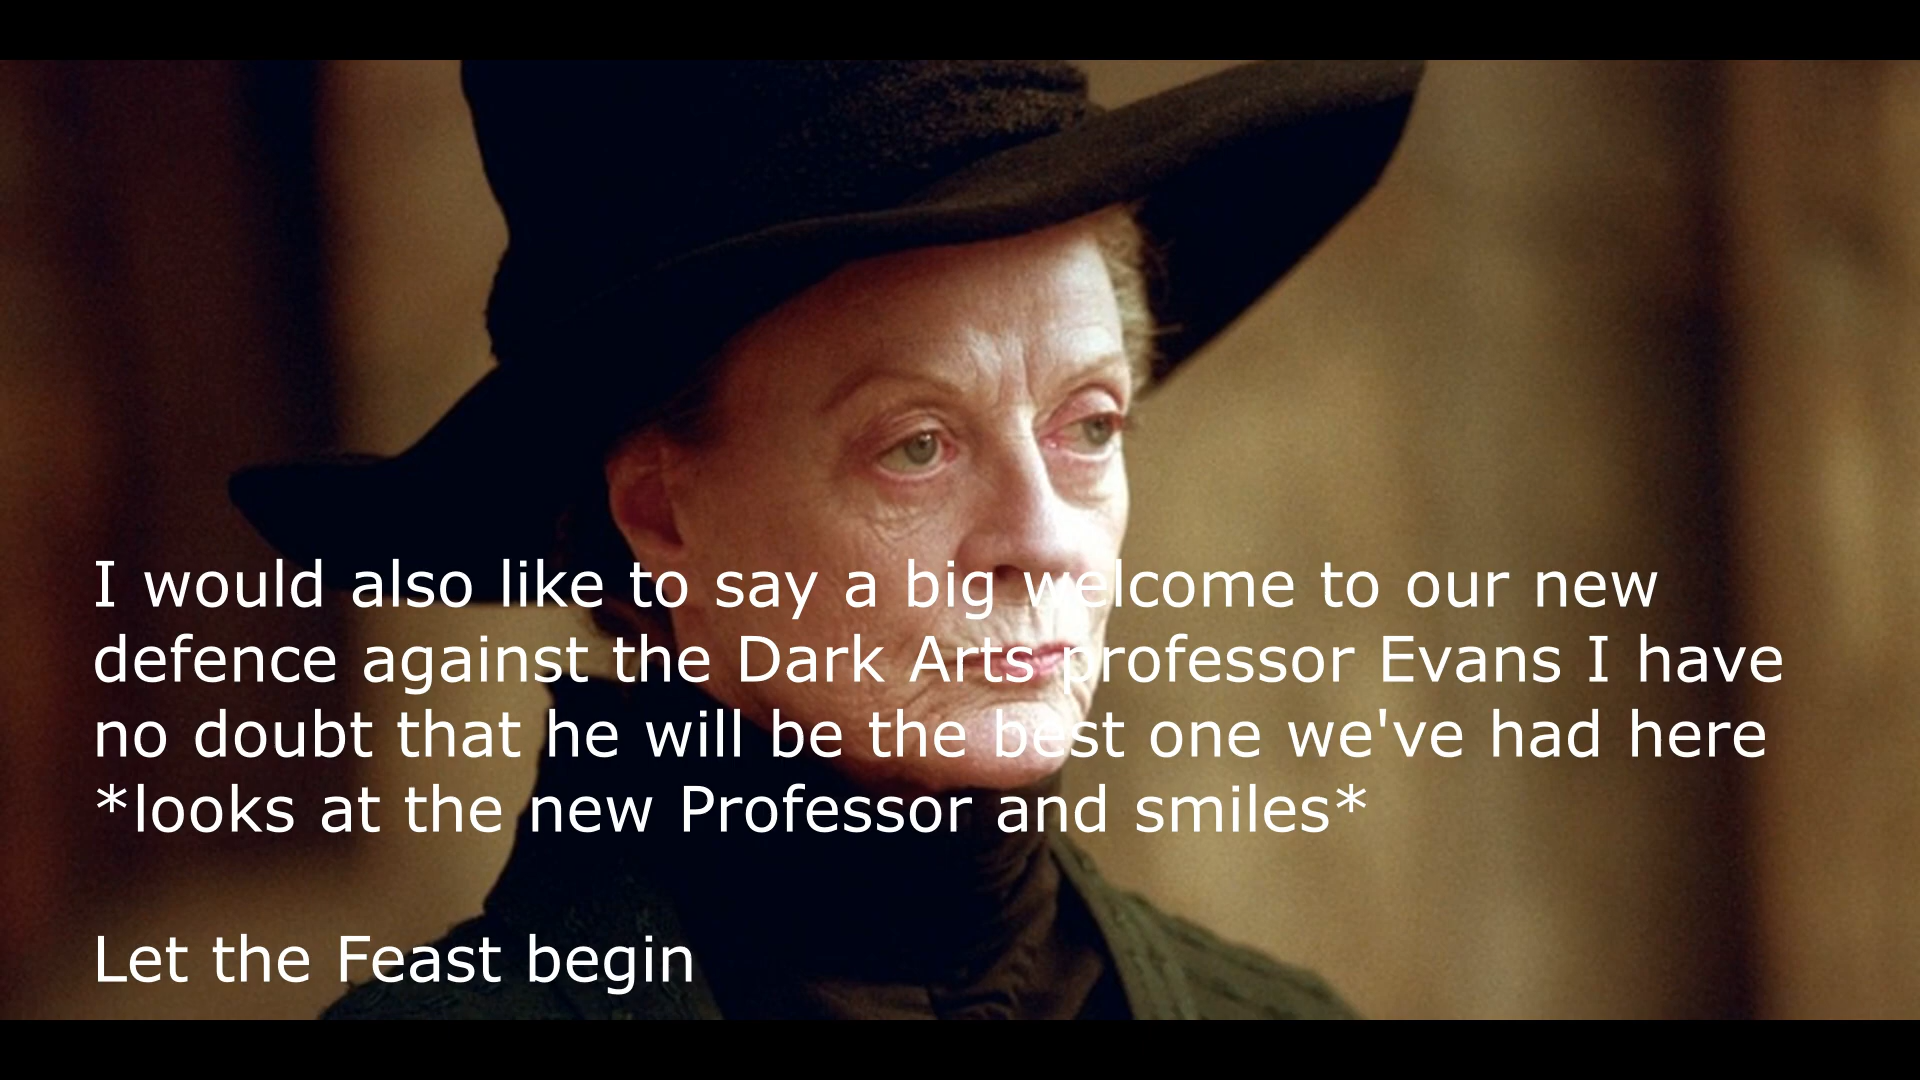 I would also like to say a big welcome to our new
defence against the Dark Arts professor Evans I have
no doubt that he will be the best one we've had here
*looks at the new Professor and smiles*
Let the Feast begin